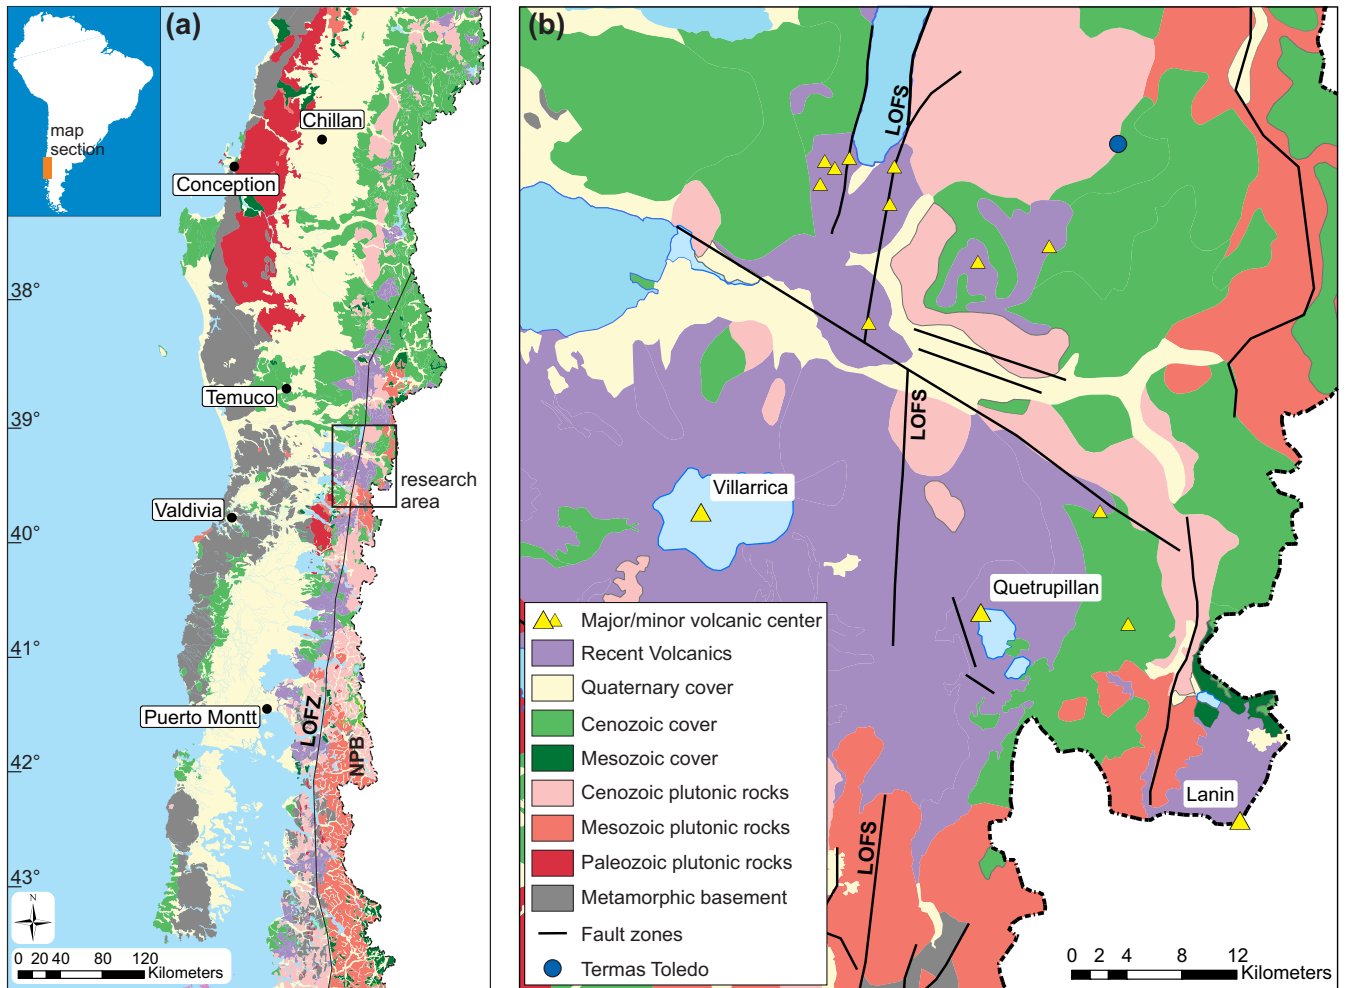 (a)
map
section
Chillan
Conception
38°
Temuco
39°
research
area
Valdivia
40°
41°
Puerto Montt
LOFZ
NPB
42°
43°
N
0 20 40 80 120
Kilometers
(b)
LOFS
LOFS
Villarrica
Quetrupillan
Lanin
LOFS
Major/minor volcanic center
Recent Volcanics
Quaternary cover
Cenozoic cover
Mesozoic cover
Cenozoic plutonic rocks
Mesozoic plutonic rocks
Paleozoic plutonic rocks
Metamorphic basement
Fault zones
Termas Toledo
0 2 4 8 12
Kilometers